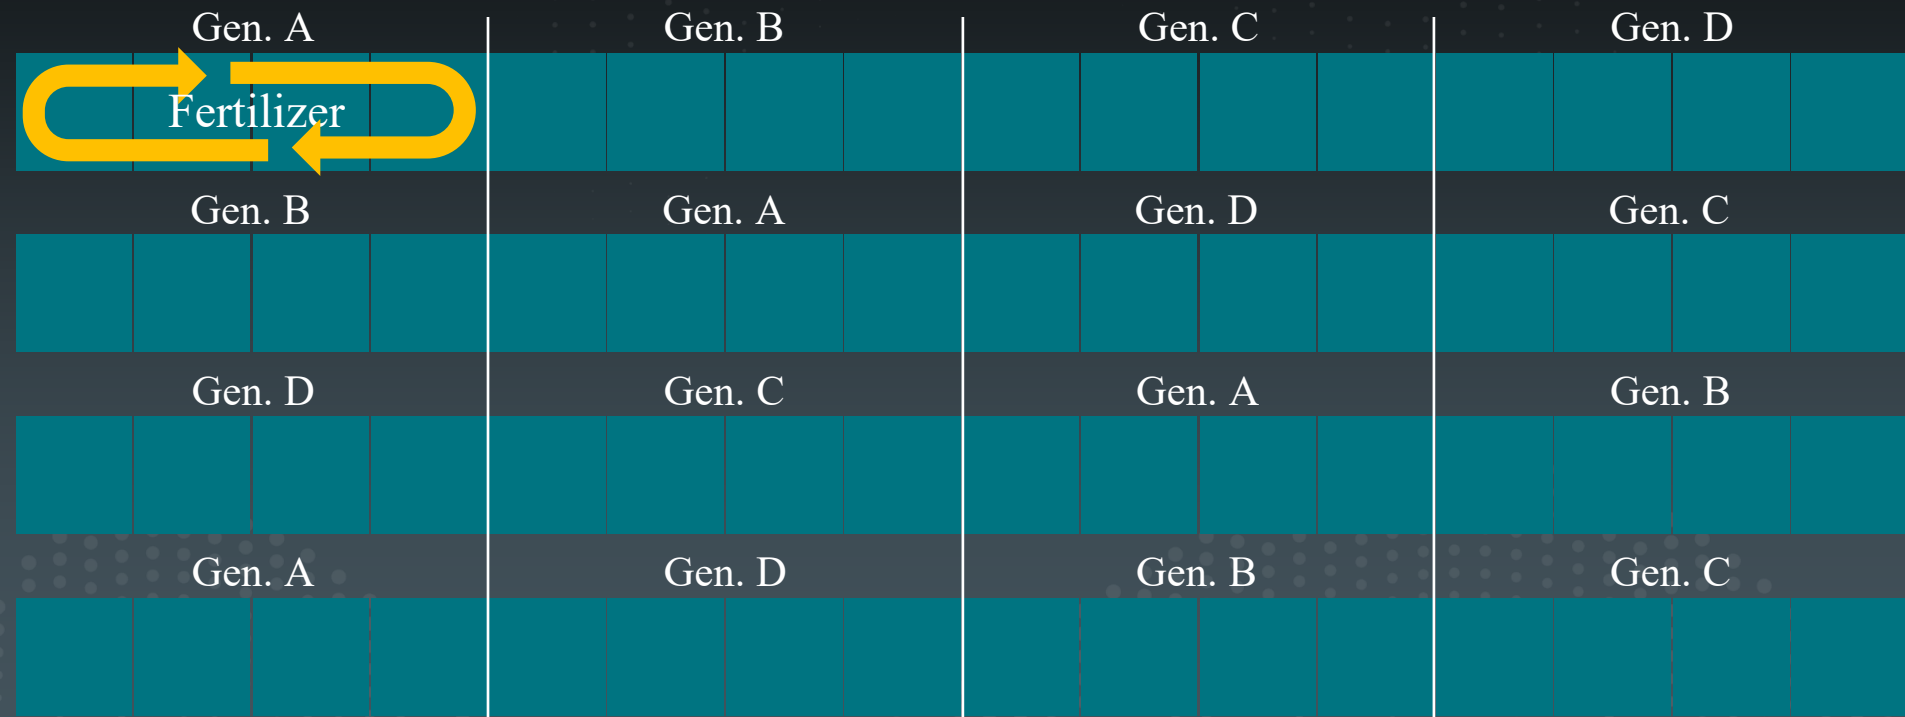 Gen. A Gen. B Gen. C Gen. D
Fertilizer
Gen. B Gen. A Gen. D Gen. C
Gen. D Gen. C Gen. A Gen. B
Gen. A Gen. D Gen. B Gen. C